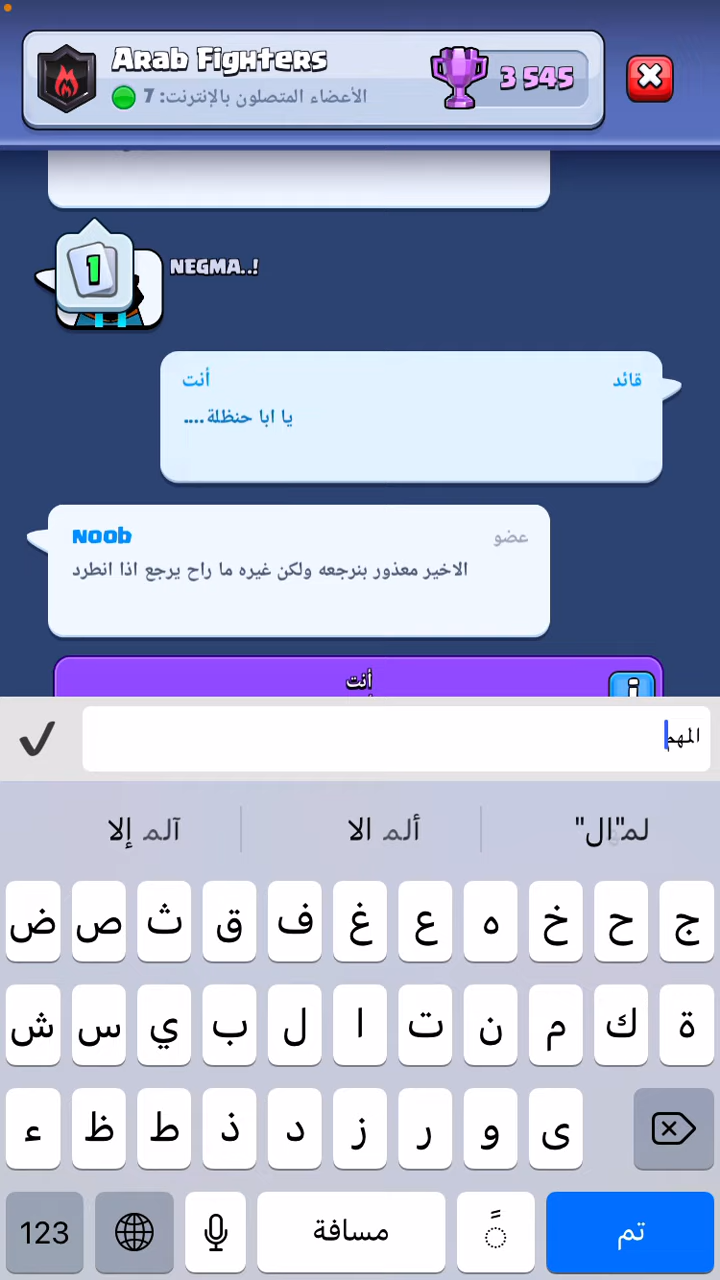 Arab Fighters
3 545
الأعضاء المتصلون بالإنترنت: 7
1
NEGMA..!
قائد أنت
يا ابا حنظلة....
Noob عضو
الاخير معذور بنرجعه ولكن غيره ما راح يرجع اذا انطرد
أنت
المهم
لم"ال" ألم الا آلم إلا
ض ص ث ق ف غ ع ه خ ح ج
ش س ي ب ل ا ت ن م ك ة
ء ظ ط ذ د ز ر و ى
123 مسافة تم